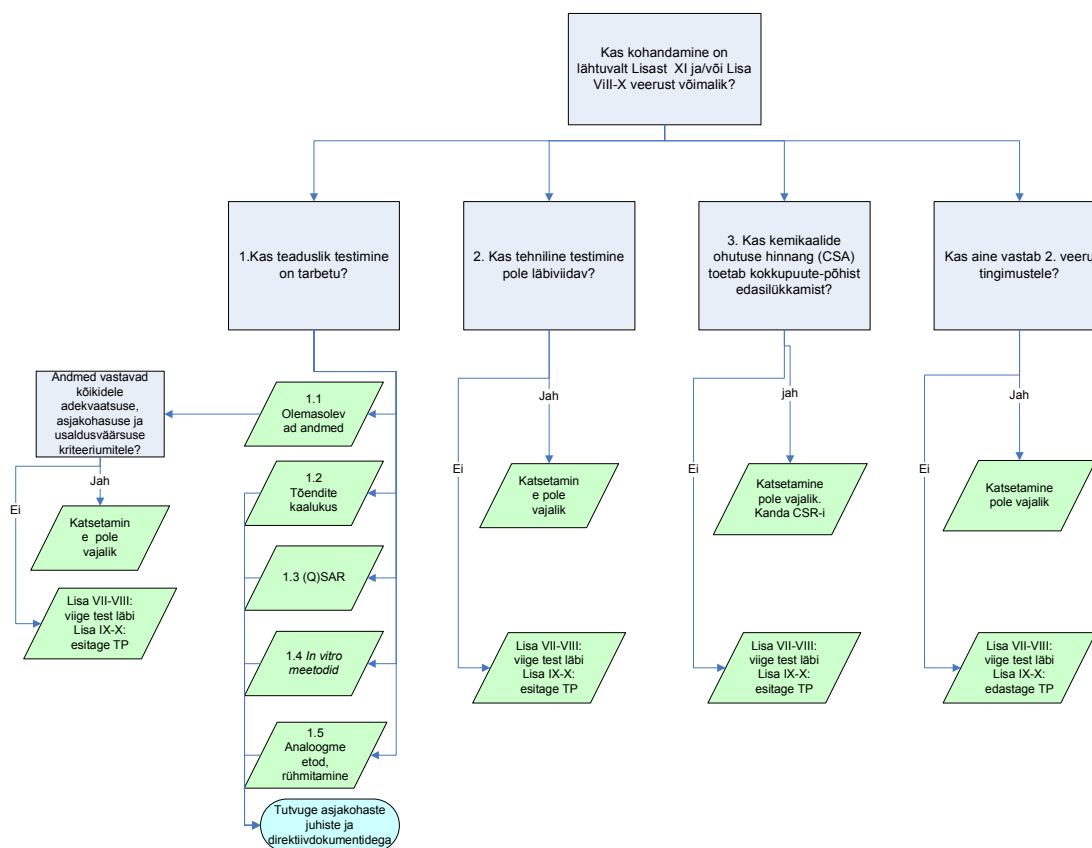 Kas kohandamine on
lähtuvalt Lisast XI ja/või Lisa
VIII-X veerust võimalik?
1.Kas teaduslik testimine
on tarbetu?
2. Kas tehniline testimine
pole läbiviidav?
3. Kas kemikaalide
ohutuse hinnang (CSA)
toetab kokkupuute-põhist
edasilükkamist?
Kas aine vastab 2. veeru
tingimustele?
Andmed vastavad
kõikidele
adekvaatsuse,
asjakohasuse ja
usaldusväärsuse
kriteeriumitele?
Jah
Ei
Katsetamin
e pole
vajalik
Lisa VII-VIII:
viige test läbi
Lisa IX-X:
esitage TP
1.1
Olemasolev
ad andmed
1.2
Tõendite
kaalukus
1.3 (Q)SAR
1.4 In vitro
meetodid
1.5
Analoogme
etod,
rühmitamine
Tutvuge asjakohaste
juhiste ja
direktiivdokumentidega
Jah
Ei
Katsetamin
e pole
vajalik
Lisa VII-VIII:
viige test läbi
Lisa IX-X:
esitage TP
jah
Ei
Katsetamine
pole vajalik.
Kanda CSR-i
Lisa VII-VIII:
viige test läbi
Lisa IX-X:
esitage TP
Jah
Ei
Katsetamine
pole vajalik
Lisa VII-VIII:
viige test läbi
Lisa IX-X:
edastage TP